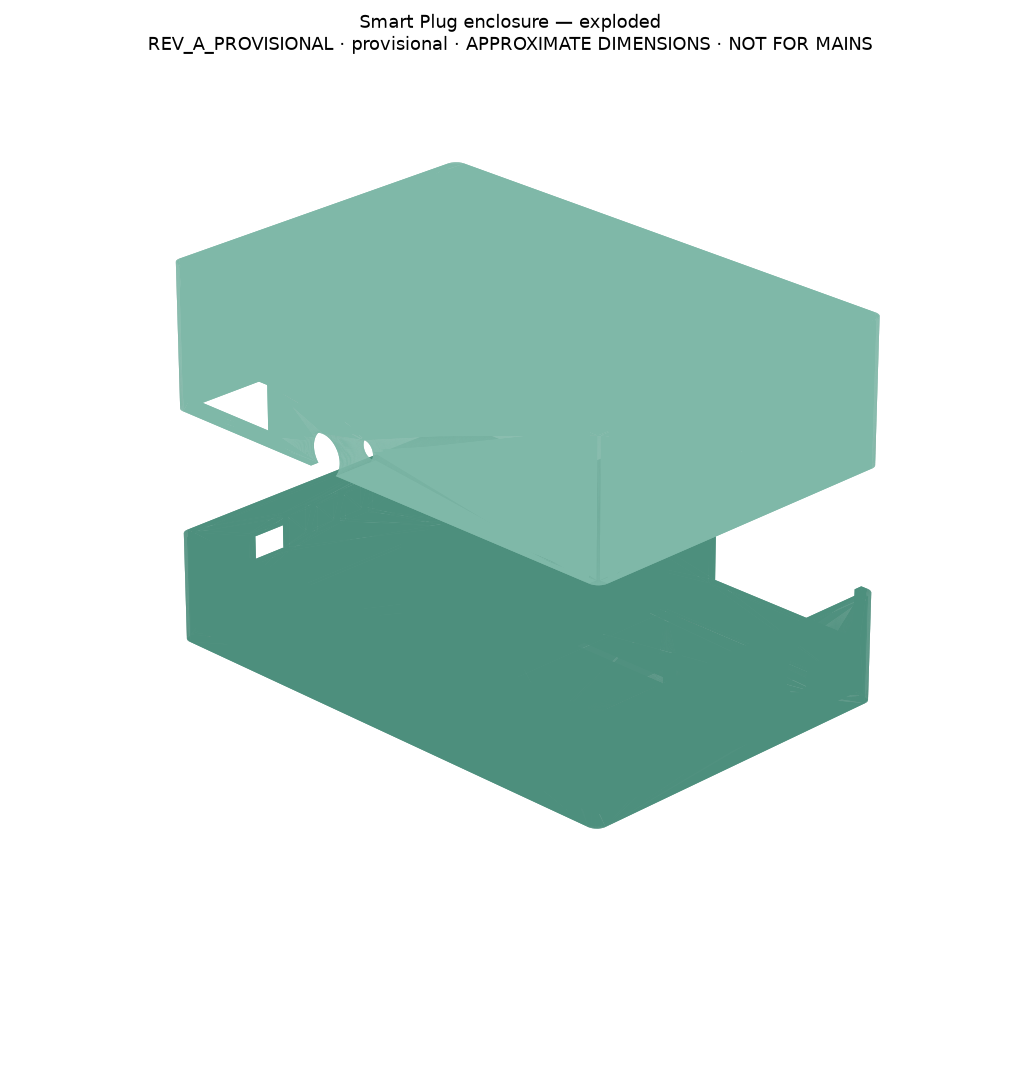 Smart Plug enclosure — exploded
REV_A_PROVISIONAL · provisional · APPROXIMATE DIMENSIONS · NOT FOR MAINS